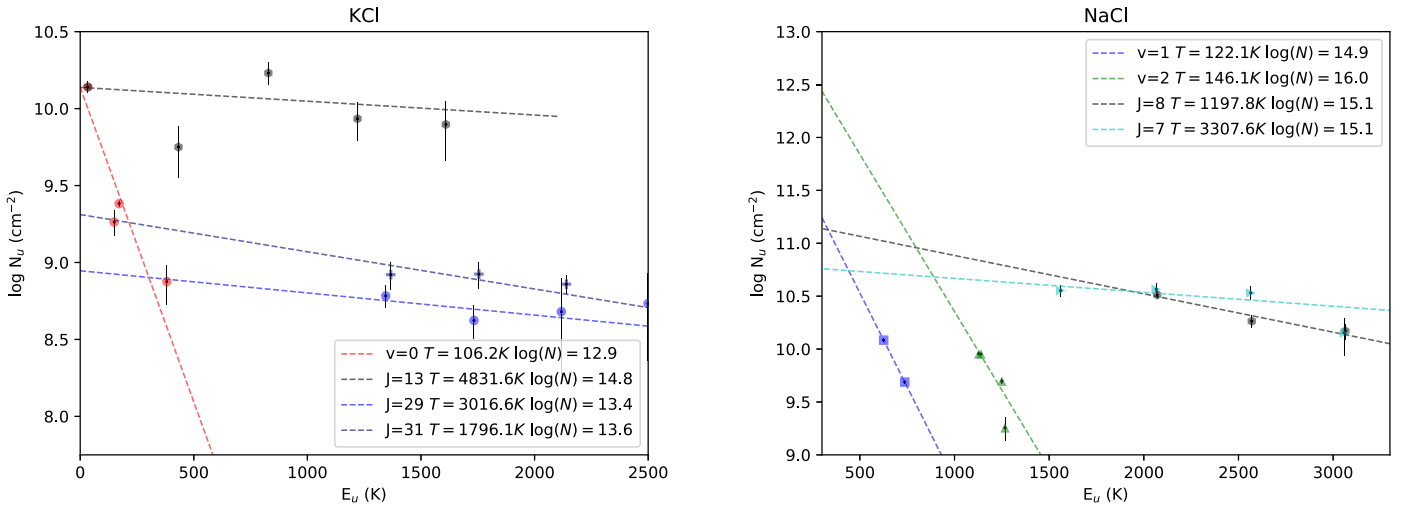 KCl
10.5
10.0
9.5
9.0
8.5
8.0
log N_u (cm⁻²)
0
500
1000
1500
2000
2500
E_u (K)
v=0 T = 106.2K log(N) = 12.9
J=13 T = 4831.6K log(N) = 14.8
J=29 T = 3016.6K log(N) = 13.4
J=31 T = 1796.1K log(N) = 13.6
NaCl
13.0
12.5
12.0
11.5
11.0
10.5
10.0
9.5
9.0
log N_u (cm⁻²)
500
1000
1500
2000
2500
3000
E_u (K)
v=1 T = 122.1K log(N) = 14.9
v=2 T = 146.1K log(N) = 16.0
J=8 T = 1197.8K log(N) = 15.1
J=7 T = 3307.6K log(N) = 15.1